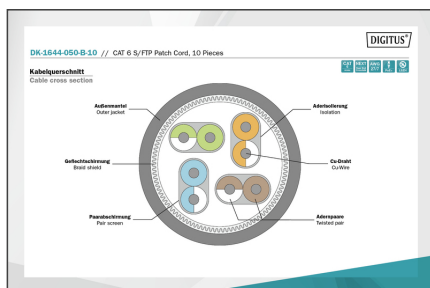 DIGITUS®
DK-1644-050-B-10 // CAT 6 S/FTP Patch Cord, 10 Pieces
Kabelquerschnitt
Cable cross section
Außenmantel
Outer jacket
Aderisolierung
Isolation
Geflechtschirmung
Braid shield
Cu-Draht
Cu-Wire
Paarabschirmung
Pair screen
Adernpaare
Twisted pair